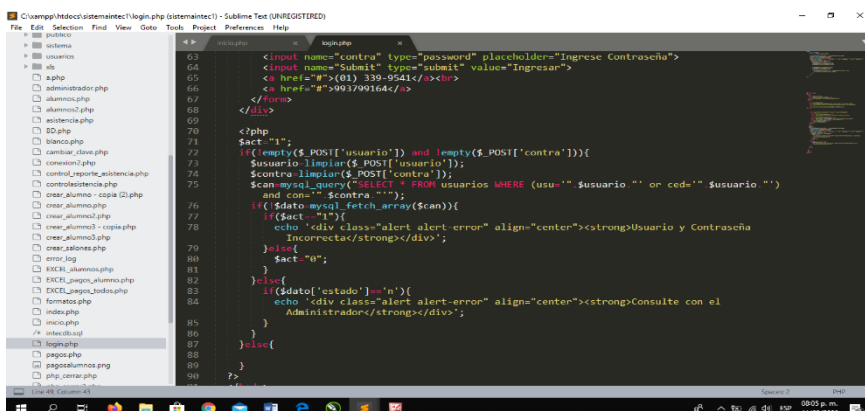 C:\xampp\htdocs\sistemaintec1\login.php (sistemaintec1) - Sublime Text (UNREGISTERED)
File Edit Selection Find View Goto Tools Project Preferences Help
publico
sistema
usuarios
xls
a.php
administrador.php
alumnos.php
alumnos2.php
asistencia.php
BD.php
blanco.php
cambiar_clave.php
conexion2.php
control_reporte_asistencia.php
controlasistencia.php
crear_alumno - copia (2).php
crear_alumno.php
crear_alumno2.php
crear_alumno3 - copia.php
crear_alumno3.php
crear_salones.php
error_log
EXCEL_alumnos.php
EXCEL_pagos_alumno.php
EXCEL_pagos_todos.php
formatos.php
index.php
inicio.php
intecdb.sql
login.php
pagos.php
pagosalumnos.png
php_cerrar.php
inicio.php login.php
63 <input name="contra" type="password" placeholder="Ingrese Contraseña">
64 <input name="Submit" type="submit" value="Ingresar">
65 <a href="#">(01) 339-9541</a><br>
66 <a href="#">993799164</a>
67 </form>
68 </div>
69
70 <?php
71 $act="1";
72 if(!empty($_POST['usuario']) and !empty($_POST['contra'])){
73 $usuario=limpiar($_POST['usuario']);
74 $contra=limpiar($_POST['contra']);
75 $can=mysql_query("SELECT * FROM usuarios WHERE (usu='".$usuario."' or ced='".$usuario."')
and con='".$contra."'");
76 if(!$dato=mysql_fetch_array($can)){
77 if($act=="1"){
78 echo '<div class="alert alert-error" align="center"><strong>Usuario y Contraseña
Incorrecta</strong></div>';
79 }else{
80 $act="0";
81 }
82 }else{
83 if($dato['estado']=='n'){
84 echo '<div class="alert alert-error" align="center"><strong>Consulte con el
Administrador</strong></div>';
85 }
86 }
87 }else{
88
89 }
90 ?>
Line 49, Column 43
Spaces: 2 PHP
ESP 08:05 p. m.